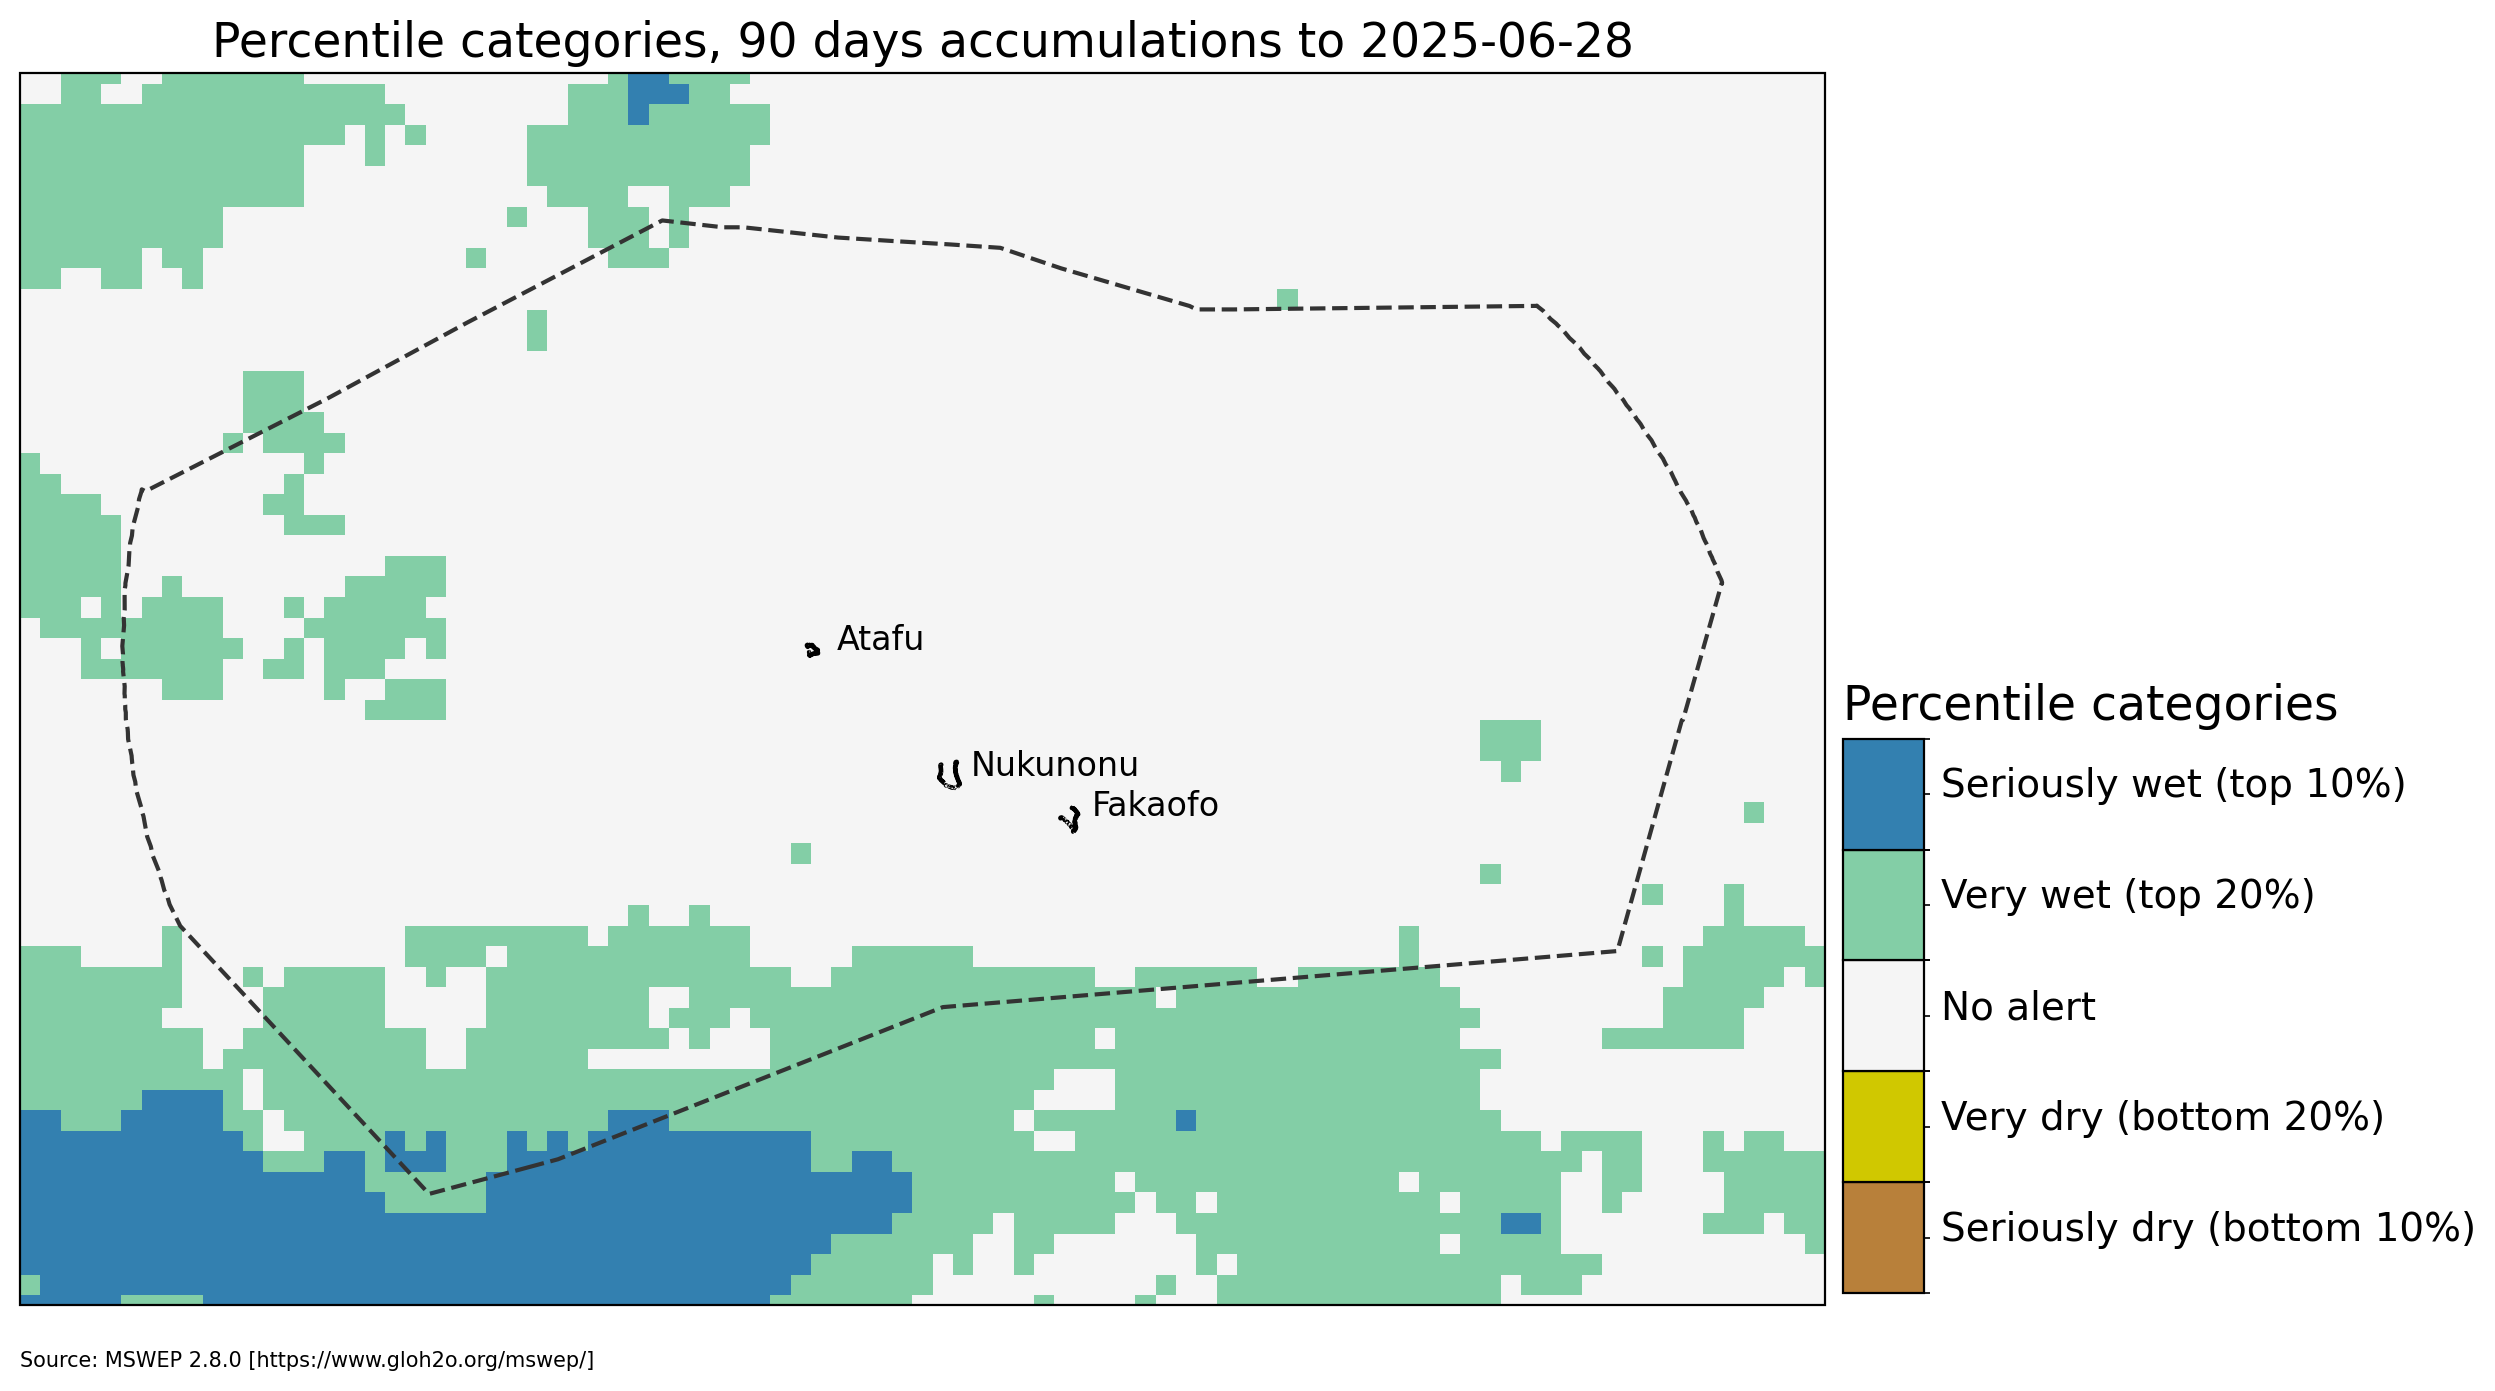 Percentile categories, 90 days accumulations to 2025-06-28
Atafu
Nukunonu
Fakaofo
Percentile categories
Seriously wet (top 10%)
Very wet (top 20%)
No alert
Very dry (bottom 20%)
Seriously dry (bottom 10%)
Source: MSWEP 2.8.0 [https://www.gloh2o.org/mswep/]